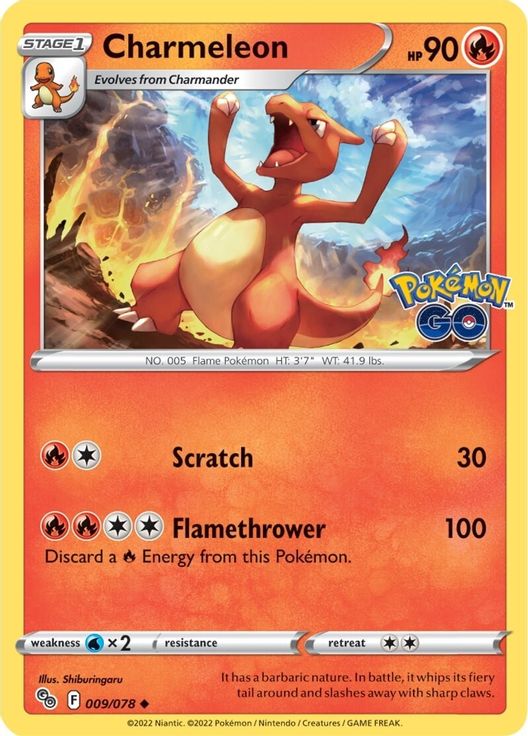 STAGE1
Charmeleon
HP90
Evolves from Charmander
POKÉMON
GO
TM
NO. 005 Flame Pokémon HT: 3'7" WT: 41.9 lbs.
Scratch 30
Flamethrower 100
Discard a Energy from this Pokémon.
weakness ×2 resistance retreat
Illus. Shiburingaru
It has a barbaric nature. In battle, it whips its fiery
tail around and slashes away with sharp claws.
GO F 009/078
©2022 Niantic. ©2022 Pokémon / Nintendo / Creatures / GAME FREAK.